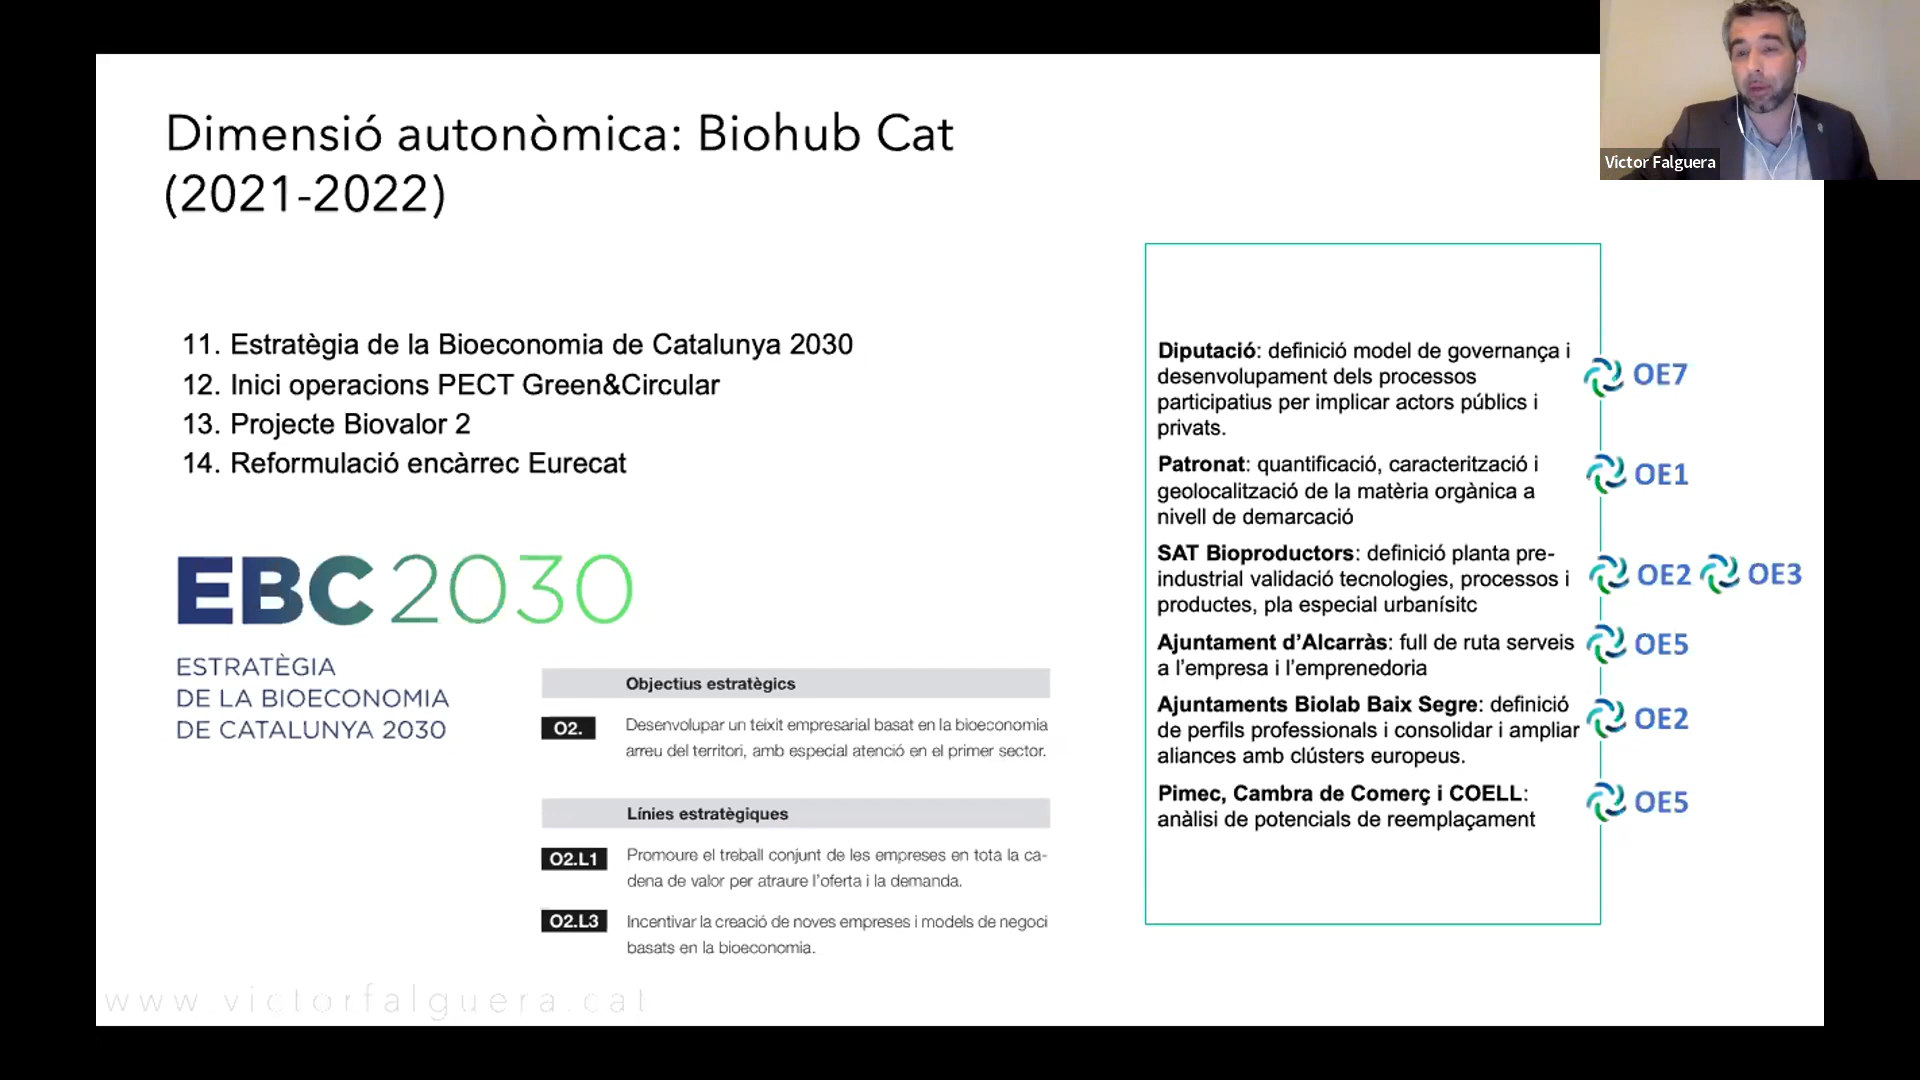 Dimensió autonòmica: Biohub Cat
(2021-2022)
Victor Falguera
11. Estratègia de la Bioeconomia de Catalunya 2030
12. Inici operacions PECT Green&Circular
13. Projecte Biovalor 2
14. Reformulació encàrrec Eurecat
EBC2030
ESTRATÈGIA
DE LA BIOECONOMIA
DE CATALUNYA 2030
Objectius estratègics
O2. Desenvolupar un teixit empresarial basat en la bioeconomia
arreu del territori, amb especial atenció en el primer sector.
Línies estratègiques
O2.L1 Promoure el treball conjunt de les empreses en tota la ca-
dena de valor per atraure l'oferta i la demanda.
O2.L3 Incentivar la creació de noves empreses i models de negoci
basats en la bioeconomia.
Diputació: definició model de governança i
desenvolupament dels processos
participatius per implicar actors públics i
privats.
OE7
Patronat: quantificació, caracterització i
geolocalització de la matèria orgànica a
nivell de demarcació
OE1
SAT Bioproductors: definició planta pre-
industrial validació tecnologies, processos i
productes, pla especial urbanísitc
OE2 OE3
Ajuntament d'Alcarràs: full de ruta serveis
a l'empresa i l'emprenedoria
OE5
Ajuntaments Biolab Baix Segre: definició
de perfils professionals i consolidar i ampliar
aliances amb clústers europeus.
OE2
Pimec, Cambra de Comerç i COELL:
anàlisi de potencials de reemplaçament
OE5
www.victorfalguera.cat